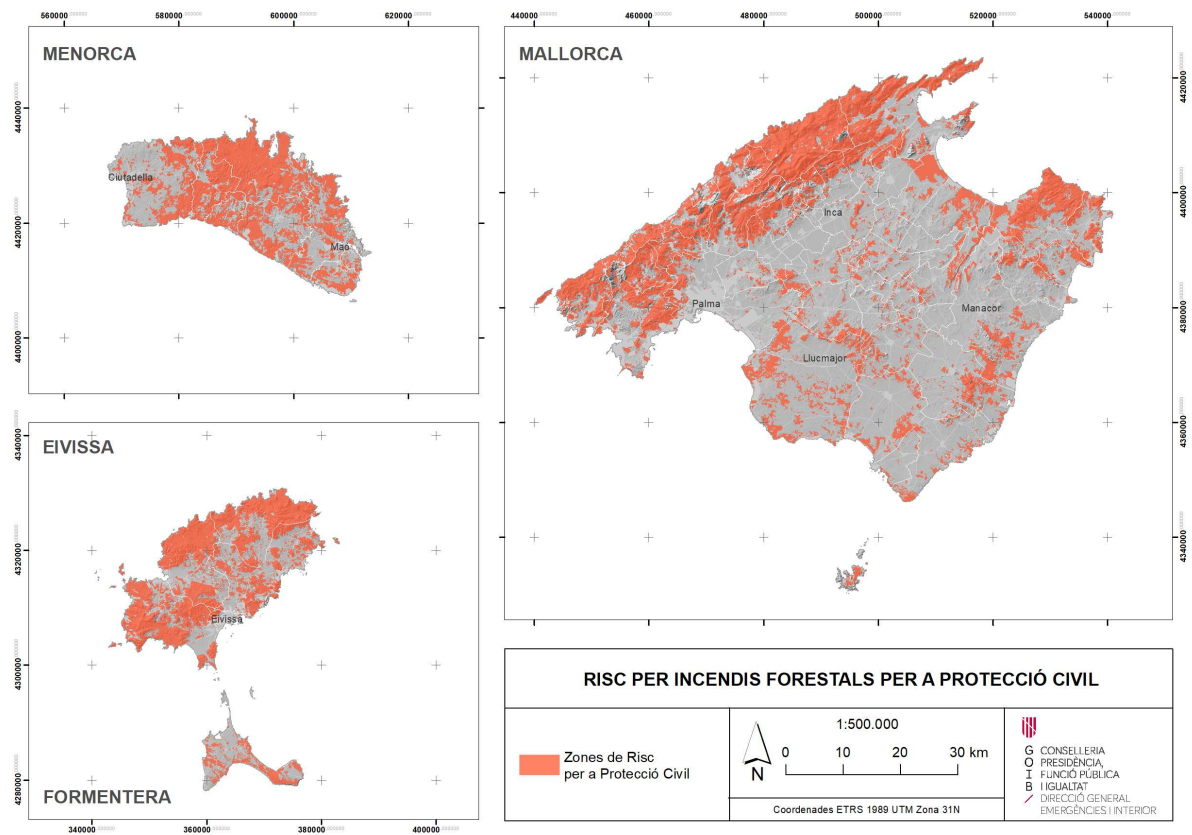 560000 580000 600000 620000
440000 460000 480000 500000 520000 540000
MENORCA
4440000
4420000
4400000
Ciutadella
Maó
MALLORCA
4420000
4400000
4380000
4360000
4340000
Inca
Palma
Manacor
Llucmajor
EIVISSA
4340000
4320000
4300000
4280000
Eivissa
FORMENTERA
340000 360000 380000 400000
RISC PER INCENDIS FORESTALS PER A PROTECCIÓ CIVIL
Zones de Risc
per a Protecció Civil
1:500.000
0 10 20 30 km
N
Coordenades ETRS 1989 UTM Zona 31N
G CONSELLERIA
O PRESIDÈNCIA,
I FUNCIÓ PÚBLICA
B I IGUALTAT
DIRECCIÓ GENERAL
EMERGÈNCIES I INTERIOR